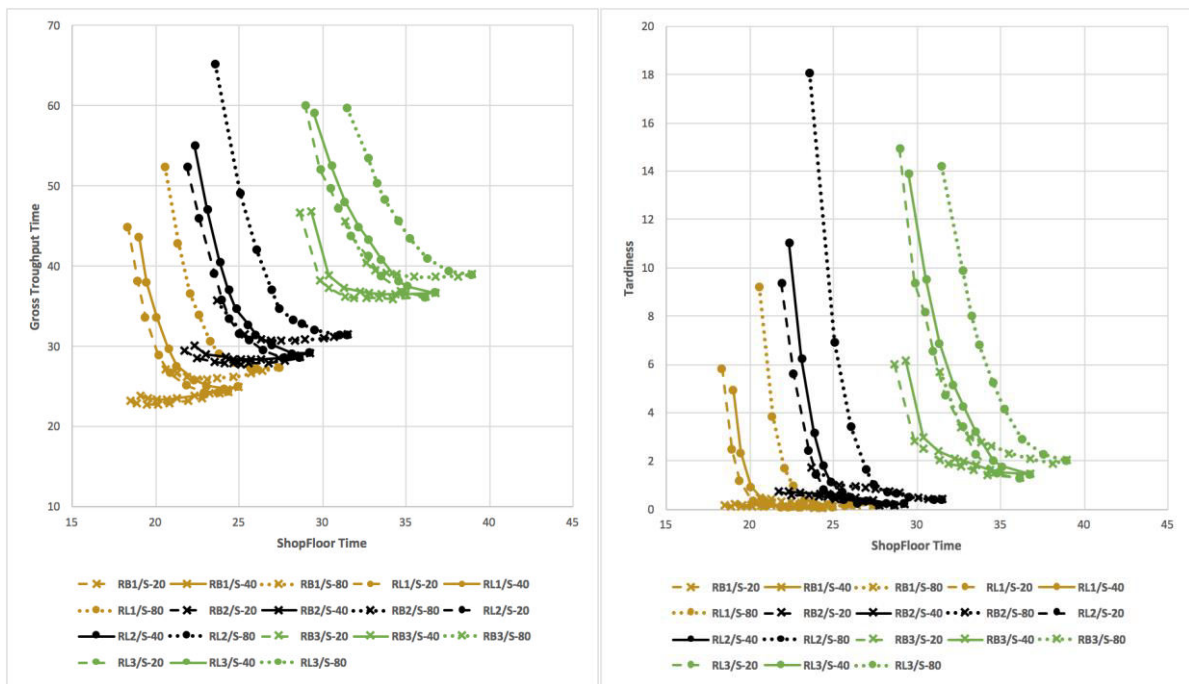 70
60
50
40
30
20
10
Gross Troughput Time
15 20 25 30 35 40 45
ShopFloor Time
RB1/S-20 RB1/S-40 RB1/S-80 RL1/S-20 RL1/S-40
RL1/S-80 RB2/S-20 RB2/S-40 RB2/S-80 RL2/S-20
RL2/S-40 RL2/S-80 RB3/S-20 RB3/S-40 RB3/S-80
RL3/S-20 RL3/S-40 RL3/S-80
20
18
16
14
12
10
8
6
4
2
0
Tardiness
15 20 25 30 35 40 45
ShopFloor Time
RB1/S-20 RB1/S-40 RB1/S-80 RL1/S-20 RL1/S-40
RL1/S-80 RB2/S-20 RB2/S-40 RB2/S-80 RL2/S-20
RL2/S-40 RL2/S-80 RB3/S-20 RB3/S-40 RB3/S-80
RL3/S-20 RL3/S-40 RL3/S-80